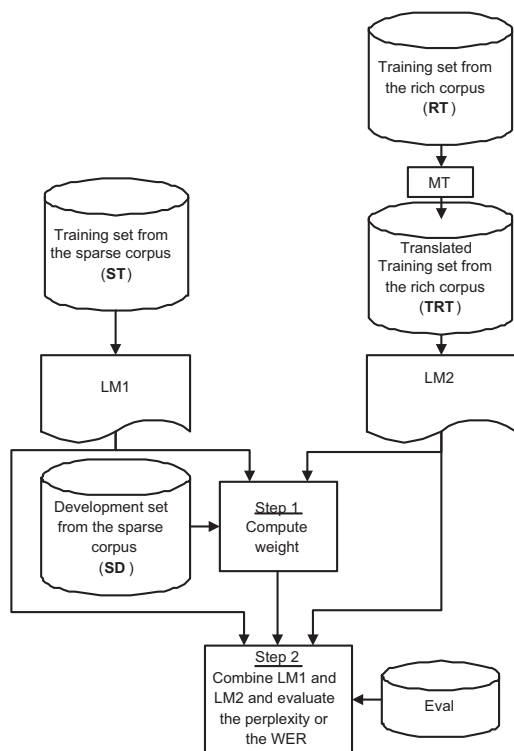 Training set from
the rich corpus
(RT)
MT
Training set from
the sparse corpus
(ST)
Translated
Training set from
the rich corpus
(TRT)
LM1
LM2
Development set
from the sparse
corpus
(SD )
Step 1
Compute
weight
Step 2
Combine LM1 and
LM2 and evaluate
the perplexity or
the WER
Eval